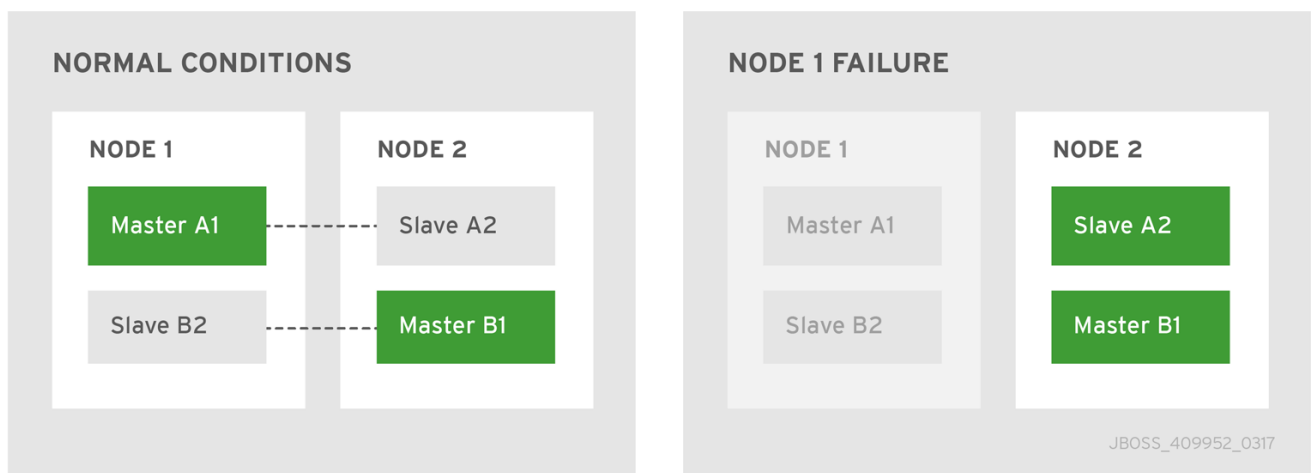 NORMAL CONDITIONS
NODE 1
Master A1
Slave B2
NODE 2
Slave A2
Master B1
NODE 1 FAILURE
NODE 1
Master A1
Slave B2
NODE 2
Slave A2
Master B1
JBOSS_409952_0317